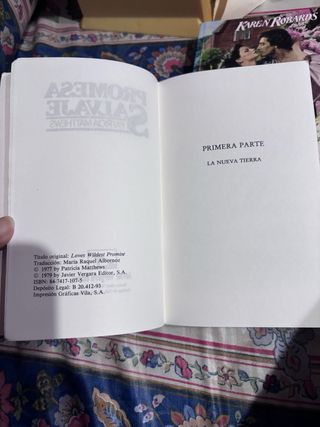 KAREN ROBARDS
PROMESA
SALVAJE
PATRICIA MATTHEWS
Título original: Loves Wildest Promise
Traducción: María Raquel Albornoz
© 1977 by Patricia Matthews
© 1979 by Javier Vergara Editor, S.A.
ISBN: 84-7417-107-5
Depósito Legal: B 20.412-93
Impresión Gráficas Vila, S.A.
PRIMERA PARTE
LA NUEVA TIERRA